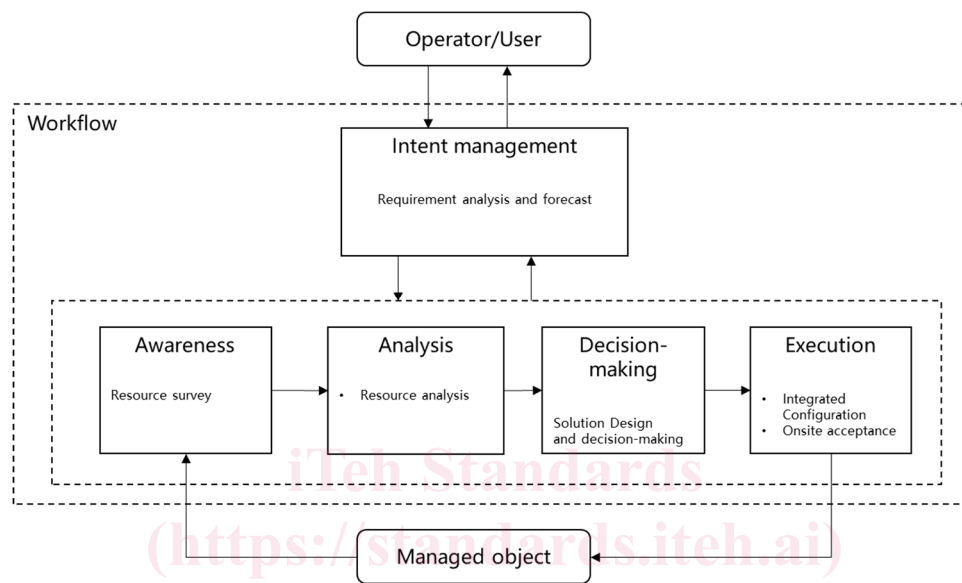 Operator/User
Workflow
Intent management
Requirement analysis and forecast
Awareness
Resource survey
Analysis
• Resource analysis
Decision-
making
Solution Design
and decision-making
Execution
• Integrated
Configuration
• Onsite acceptance
iTeh Standards
(https://standards.iteh.ai)
Managed object